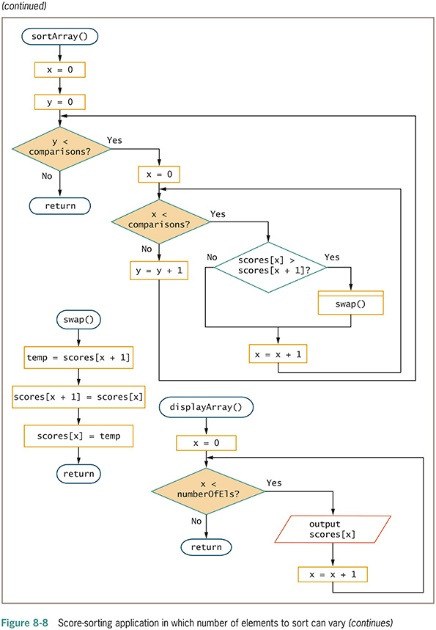 (continued)
sortArray()
x = 0
y = 0
y <
comparisons?
Yes
No
return
x = 0
x <
comparisons?
Yes
No
y = y + 1
scores[x] >
scores[x + 1]?
No
Yes
swap()
x = x + 1
swap()
temp = scores[x + 1]
scores[x + 1] = scores[x]
scores[x] = temp
return
displayArray()
x = 0
x <
numberOfEls?
Yes
No
return
output
scores[x]
x = x + 1
Figure 8-8 Score-sorting application in which number of elements to sort can vary (continues)